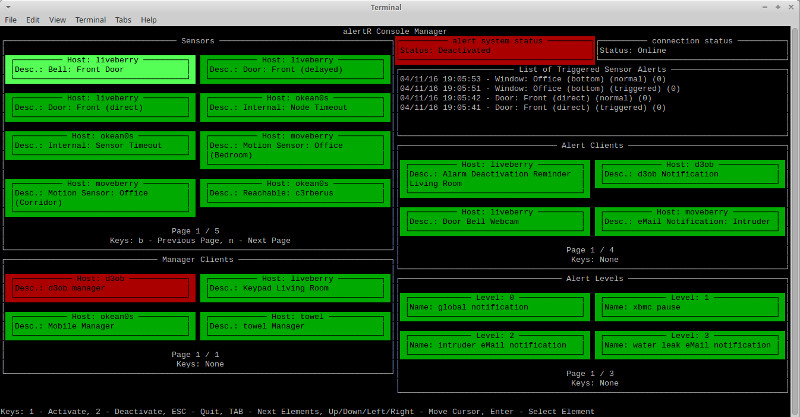 Terminal
File Edit View Terminal Tabs Help
alertR Console Manager
Sensors
Host: liveberry
Desc.: Bell: Front Door
Host: liveberry
Desc.: Door: Front (delayed)
Host: liveberry
Desc.: Door: Front (direct)
Host: okean0s
Desc.: Internal: Node Timeout
Host: okean0s
Desc.: Internal: Sensor Timeout
Host: moveberry
Desc.: Motion Sensor: Office
(Bedroom)
Host: moveberry
Desc.: Motion Sensor: Office
(Corridor)
Host: okean0s
Desc.: Reachable: c3rberus
Page 1 / 5
Keys: b - Previous Page, n - Next Page
Manager Clients
Host: d3ob
Desc.: d3ob manager
Host: liveberry
Desc.: Keypad Living Room
Host: okean0s
Desc.: Mobile Manager
Host: towel
Desc.: towel Manager
Page 1 / 1
Keys: None
alert system status
Status: Deactivated
connection status
Status: Online
List of Triggered Sensor Alerts
04/11/16 19:05:53 - Window: Office (bottom) (normal) (0)
04/11/16 19:05:51 - Window: Office (bottom) (triggered) (0)
04/11/16 19:05:42 - Door: Front (direct) (normal) (0)
04/11/16 19:05:41 - Door: Front (direct) (triggered) (0)
Alert Clients
Host: liveberry
Desc.: Alarm Deactivation Reminder
Living Room
Host: d3ob
Desc.: d3ob Notification
Host: liveberry
Desc.: Door Bell Webcam
Host: moveberry
Desc.: eMail Notification: Intruder
Page 1 / 4
Keys: None
Alert Levels
Level: 0
Name: global notification
Level: 1
Name: xbmc pause
Level: 2
Name: intruder eMail notification
Level: 3
Name: water leak eMail notification
Page 1 / 3
Keys: None
Keys: 1 - Activate, 2 - Deactivate, ESC - Quit, TAB - Next Elements, Up/Down/Left/Right - Move Cursor, Enter - Select Element